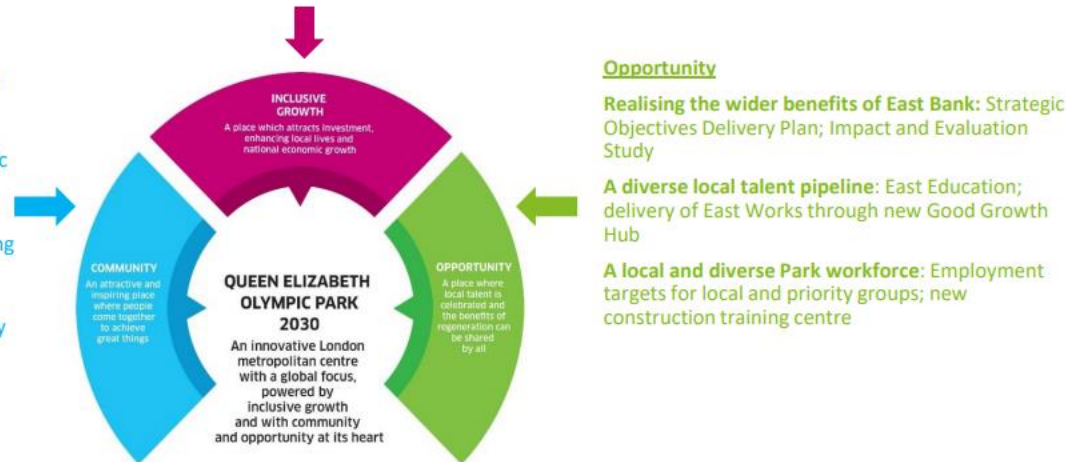 INCLUSIVE
GROWTH
A place which attracts investment,
enhancing local lives and
national economic growth
COMMUNITY
An attractive and
inspiring place
where people
come together
to achieve
great things
QUEEN ELIZABETH
OLYMPIC PARK
2030
An innovative London
metropolitan centre
with a global focus,
powered by
inclusive growth
and with community
and opportunity at its heart
OPPORTUNITY
A place where
local talent is
celebrated and
the benefits of
regeneration can
be shared
by all
Opportunity
Realising the wider benefits of East Bank: Strategic
Objectives Delivery Plan; Impact and Evaluation
Study
A diverse local talent pipeline: East Education;
delivery of East Works through new Good Growth
Hub
A local and diverse Park workforce: Employment
targets for local and priority groups; new
construction training centre